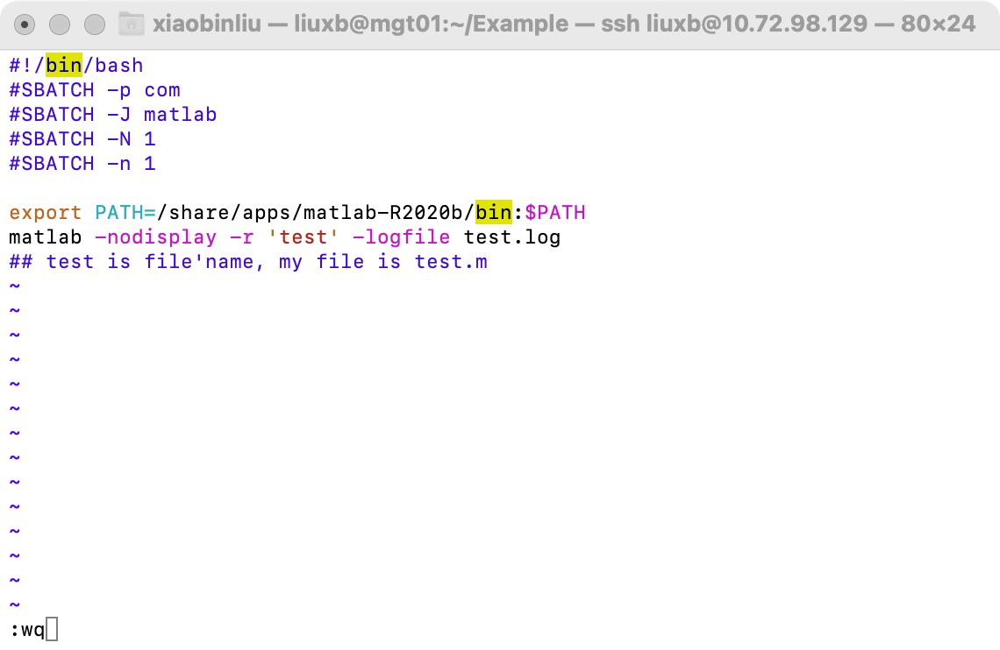 xiaobinliu — liuxb@mgt01:~/Example — ssh liuxb@10.72.98.129 — 80×24
#!/bin/bash
#SBATCH -p com
#SBATCH -J matlab
#SBATCH -N 1
#SBATCH -n 1
export PATH=/share/apps/matlab-R2020b/bin:$PATH
matlab -nodisplay -r 'test' -logfile test.log
## test is file'name, my file is test.m
~
~
~
~
~
~
~
~
~
~
~
~
~
~
:wq